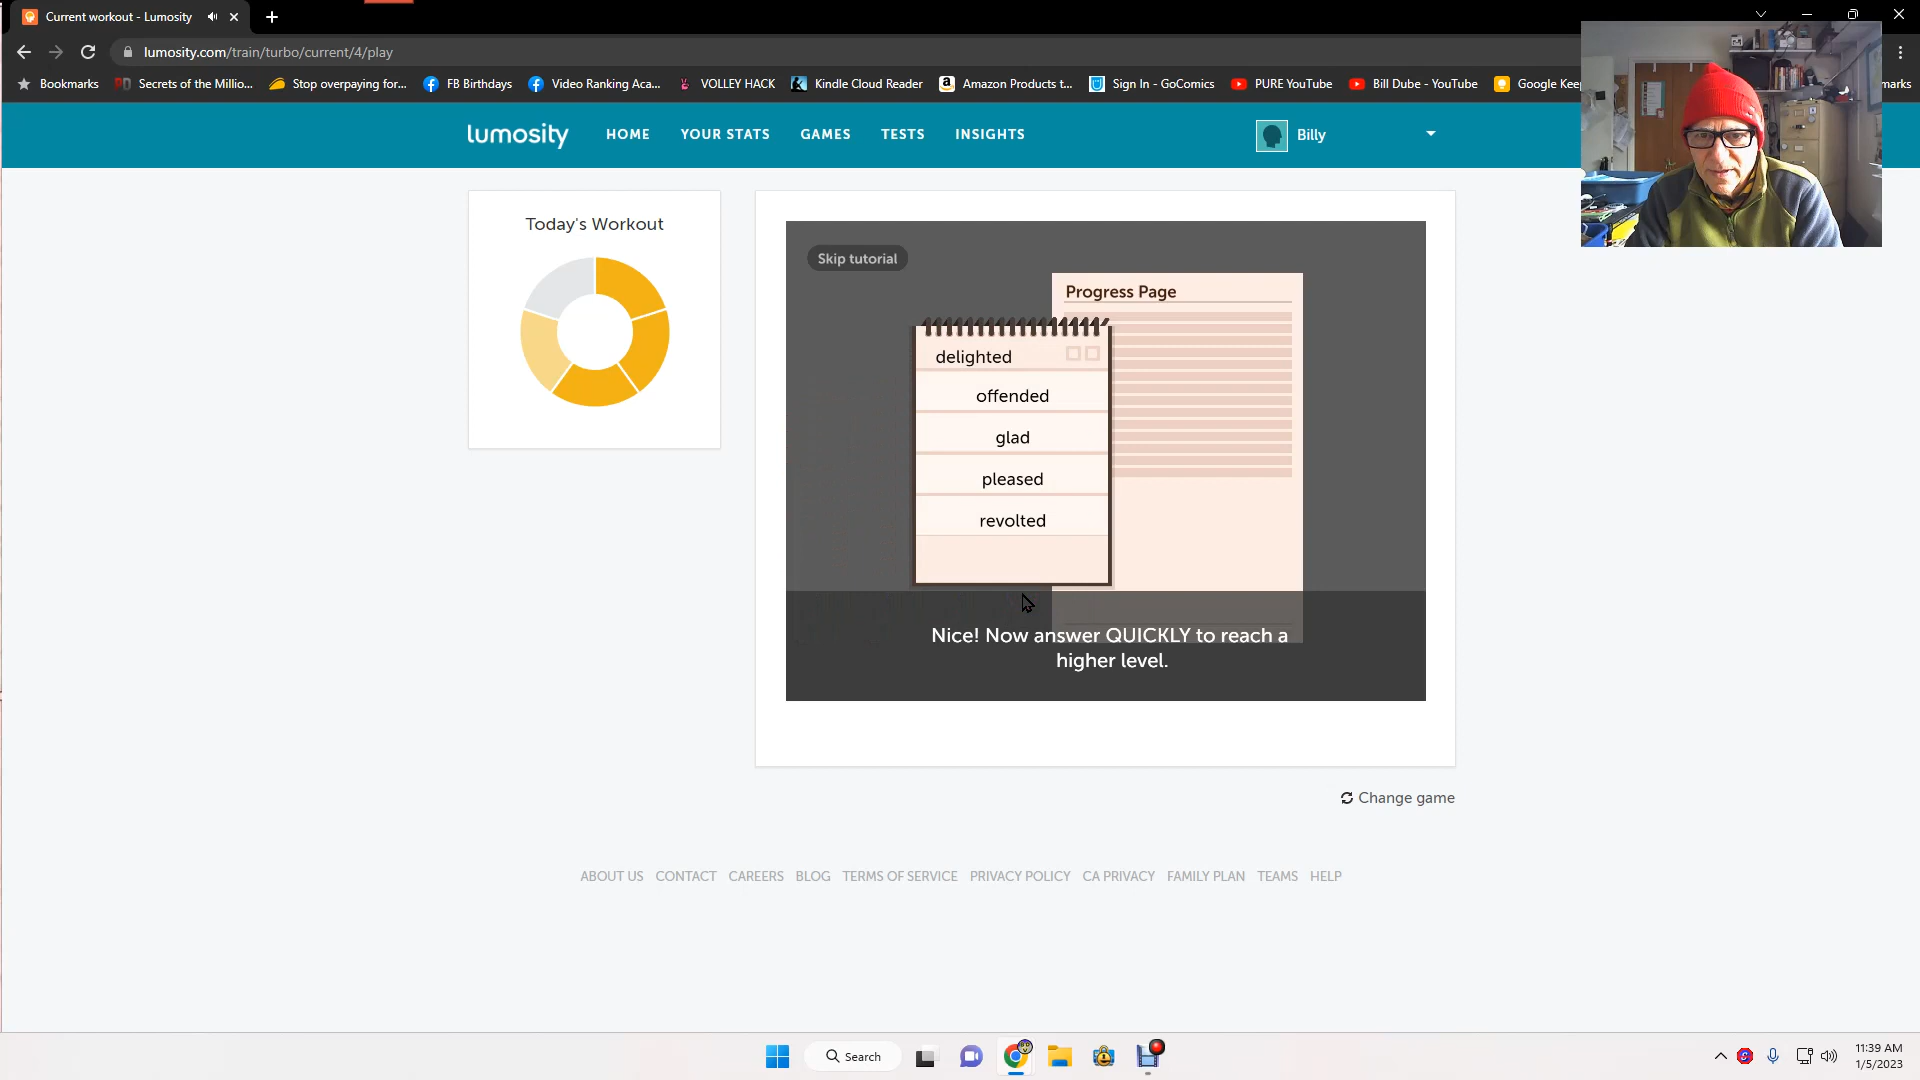 Current workout - Lumosity
lumosity.com/train/turbo/current/4/play
Bookmarks Secrets of the Millio... Stop overpaying for... FB Birthdays Video Ranking Aca... VOLLEY HACK Kindle Cloud Reader Amazon Products t... Sign In - GoComics PURE YouTube Bill Dube - YouTube Google Keep marks
lumosity HOME YOUR STATS GAMES TESTS INSIGHTS Billy
Today's Workout
Skip tutorial
Progress Page
delighted
offended
glad
pleased
revolted
Nice! Now answer QUICKLY to reach a
higher level.
Change game
ABOUT US CONTACT CAREERS BLOG TERMS OF SERVICE PRIVACY POLICY CA PRIVACY FAMILY PLAN TEAMS HELP
Search
11:39 AM
1/5/2023